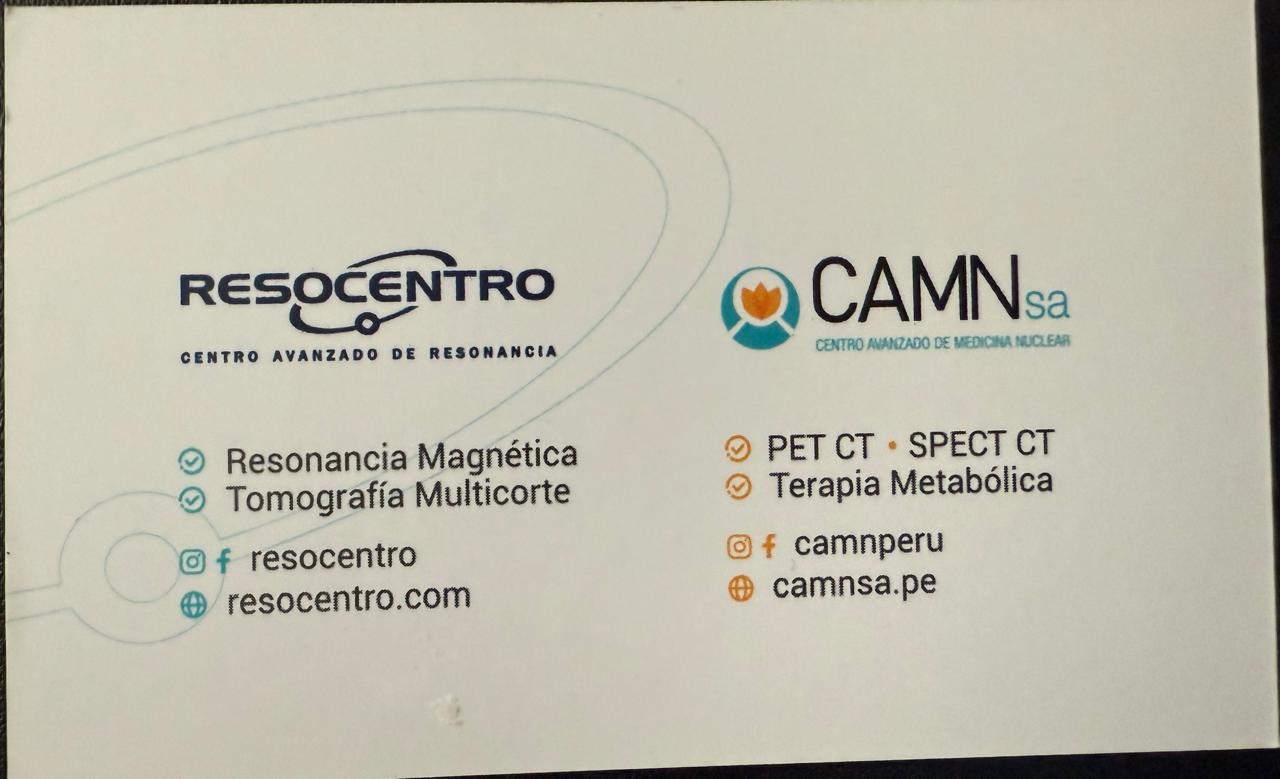 RESOCENTRO
CENTRO AVANZADO DE RESONANCIA
Resonancia Magnética
Tomografía Multicorte
resocentro
resocentro.com
CAMNsa
CENTRO AVANZADO DE MEDICINA NUCLEAR
PET CT • SPECT CT
Terapia Metabólica
camnperu
camnsa.pe